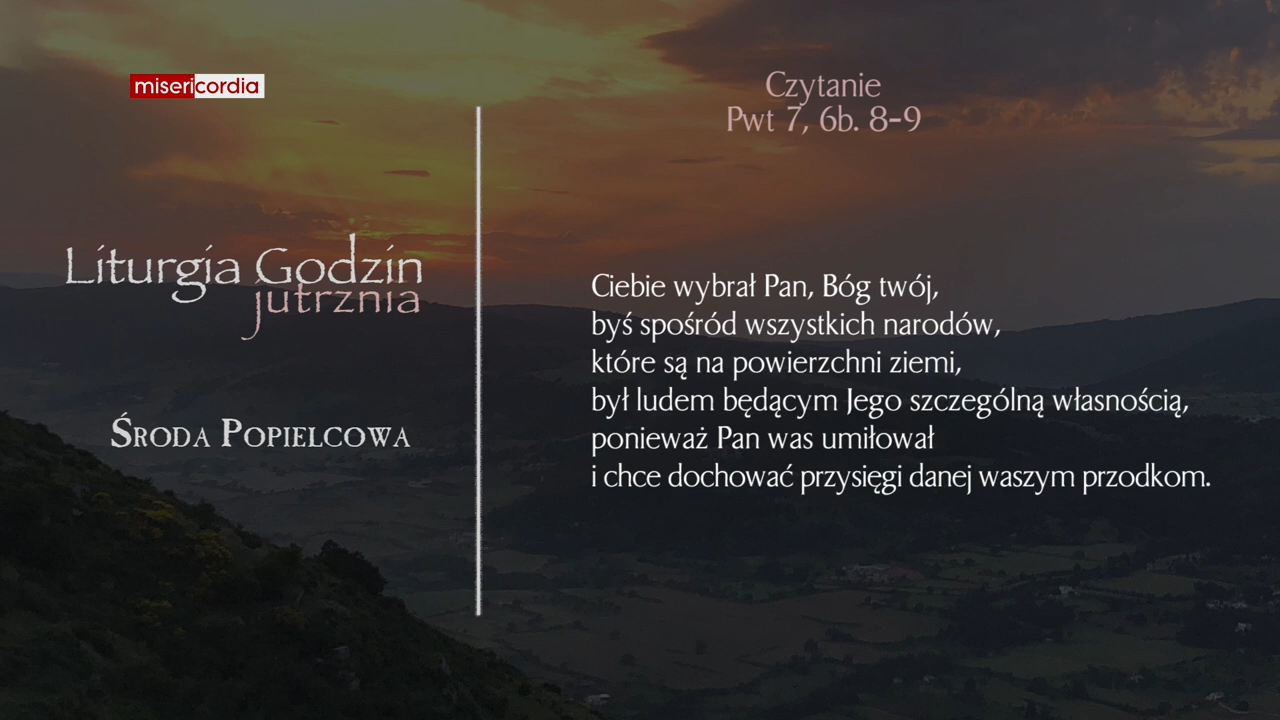 misericordia
Liturgia Godzin
jutrznia
Środa Popielcowa
Czytanie
Pwt 7, 6b. 8-9
Ciebie wybrał Pan, Bóg twój,
byś spośród wszystkich narodów,
które są na powierzchni ziemi,
był ludem będącym Jego szczególną własnością,
ponieważ Pan was umiłował
i chce dochować przysięgi danej waszym przodkom.